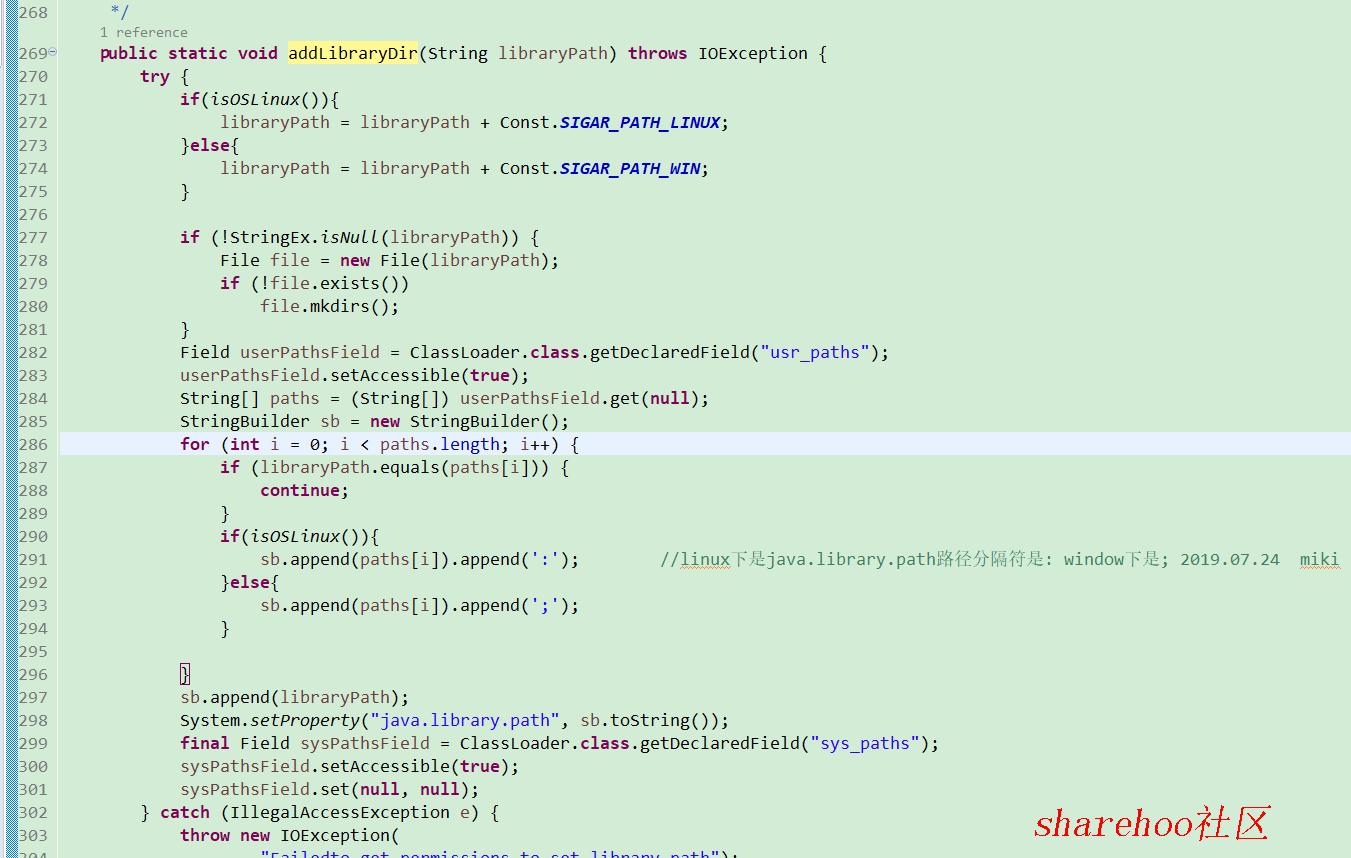 268 */
1 reference
269 public static void addLibraryDir(String libraryPath) throws IOException {
270 try {
271 if(isOSLinux()){
272 libraryPath = libraryPath + Const.SIGAR_PATH_LINUX;
273 }else{
274 libraryPath = libraryPath + Const.SIGAR_PATH_WIN;
275 }
276
277 if (!StringEx.isNull(libraryPath)) {
278 File file = new File(libraryPath);
279 if (!file.exists())
280 file.mkdirs();
281 }
282 Field userPathsField = ClassLoader.class.getDeclaredField("usr_paths");
283 userPathsField.setAccessible(true);
284 String[] paths = (String[]) userPathsField.get(null);
285 StringBuilder sb = new StringBuilder();
286 for (int i = 0; i < paths.length; i++) {
287 if (libraryPath.equals(paths[i])) {
288 continue;
289 }
290 if(isOSLinux()){
291 sb.append(paths[i]).append(':'); //linux下是java.library.path路径分隔符是: window下是; 2019.07.24 miki
292 }else{
293 sb.append(paths[i]).append(';');
294 }
295
296 }
297 sb.append(libraryPath);
298 System.setProperty("java.library.path", sb.toString());
299 final Field sysPathsField = ClassLoader.class.getDeclaredField("sys_paths");
300 sysPathsField.setAccessible(true);
301 sysPathsField.set(null, null);
302 } catch (IllegalAccessException e) {
303 throw new IOException(
304 "Failedto get permissions to set library path");
sharehoo社区